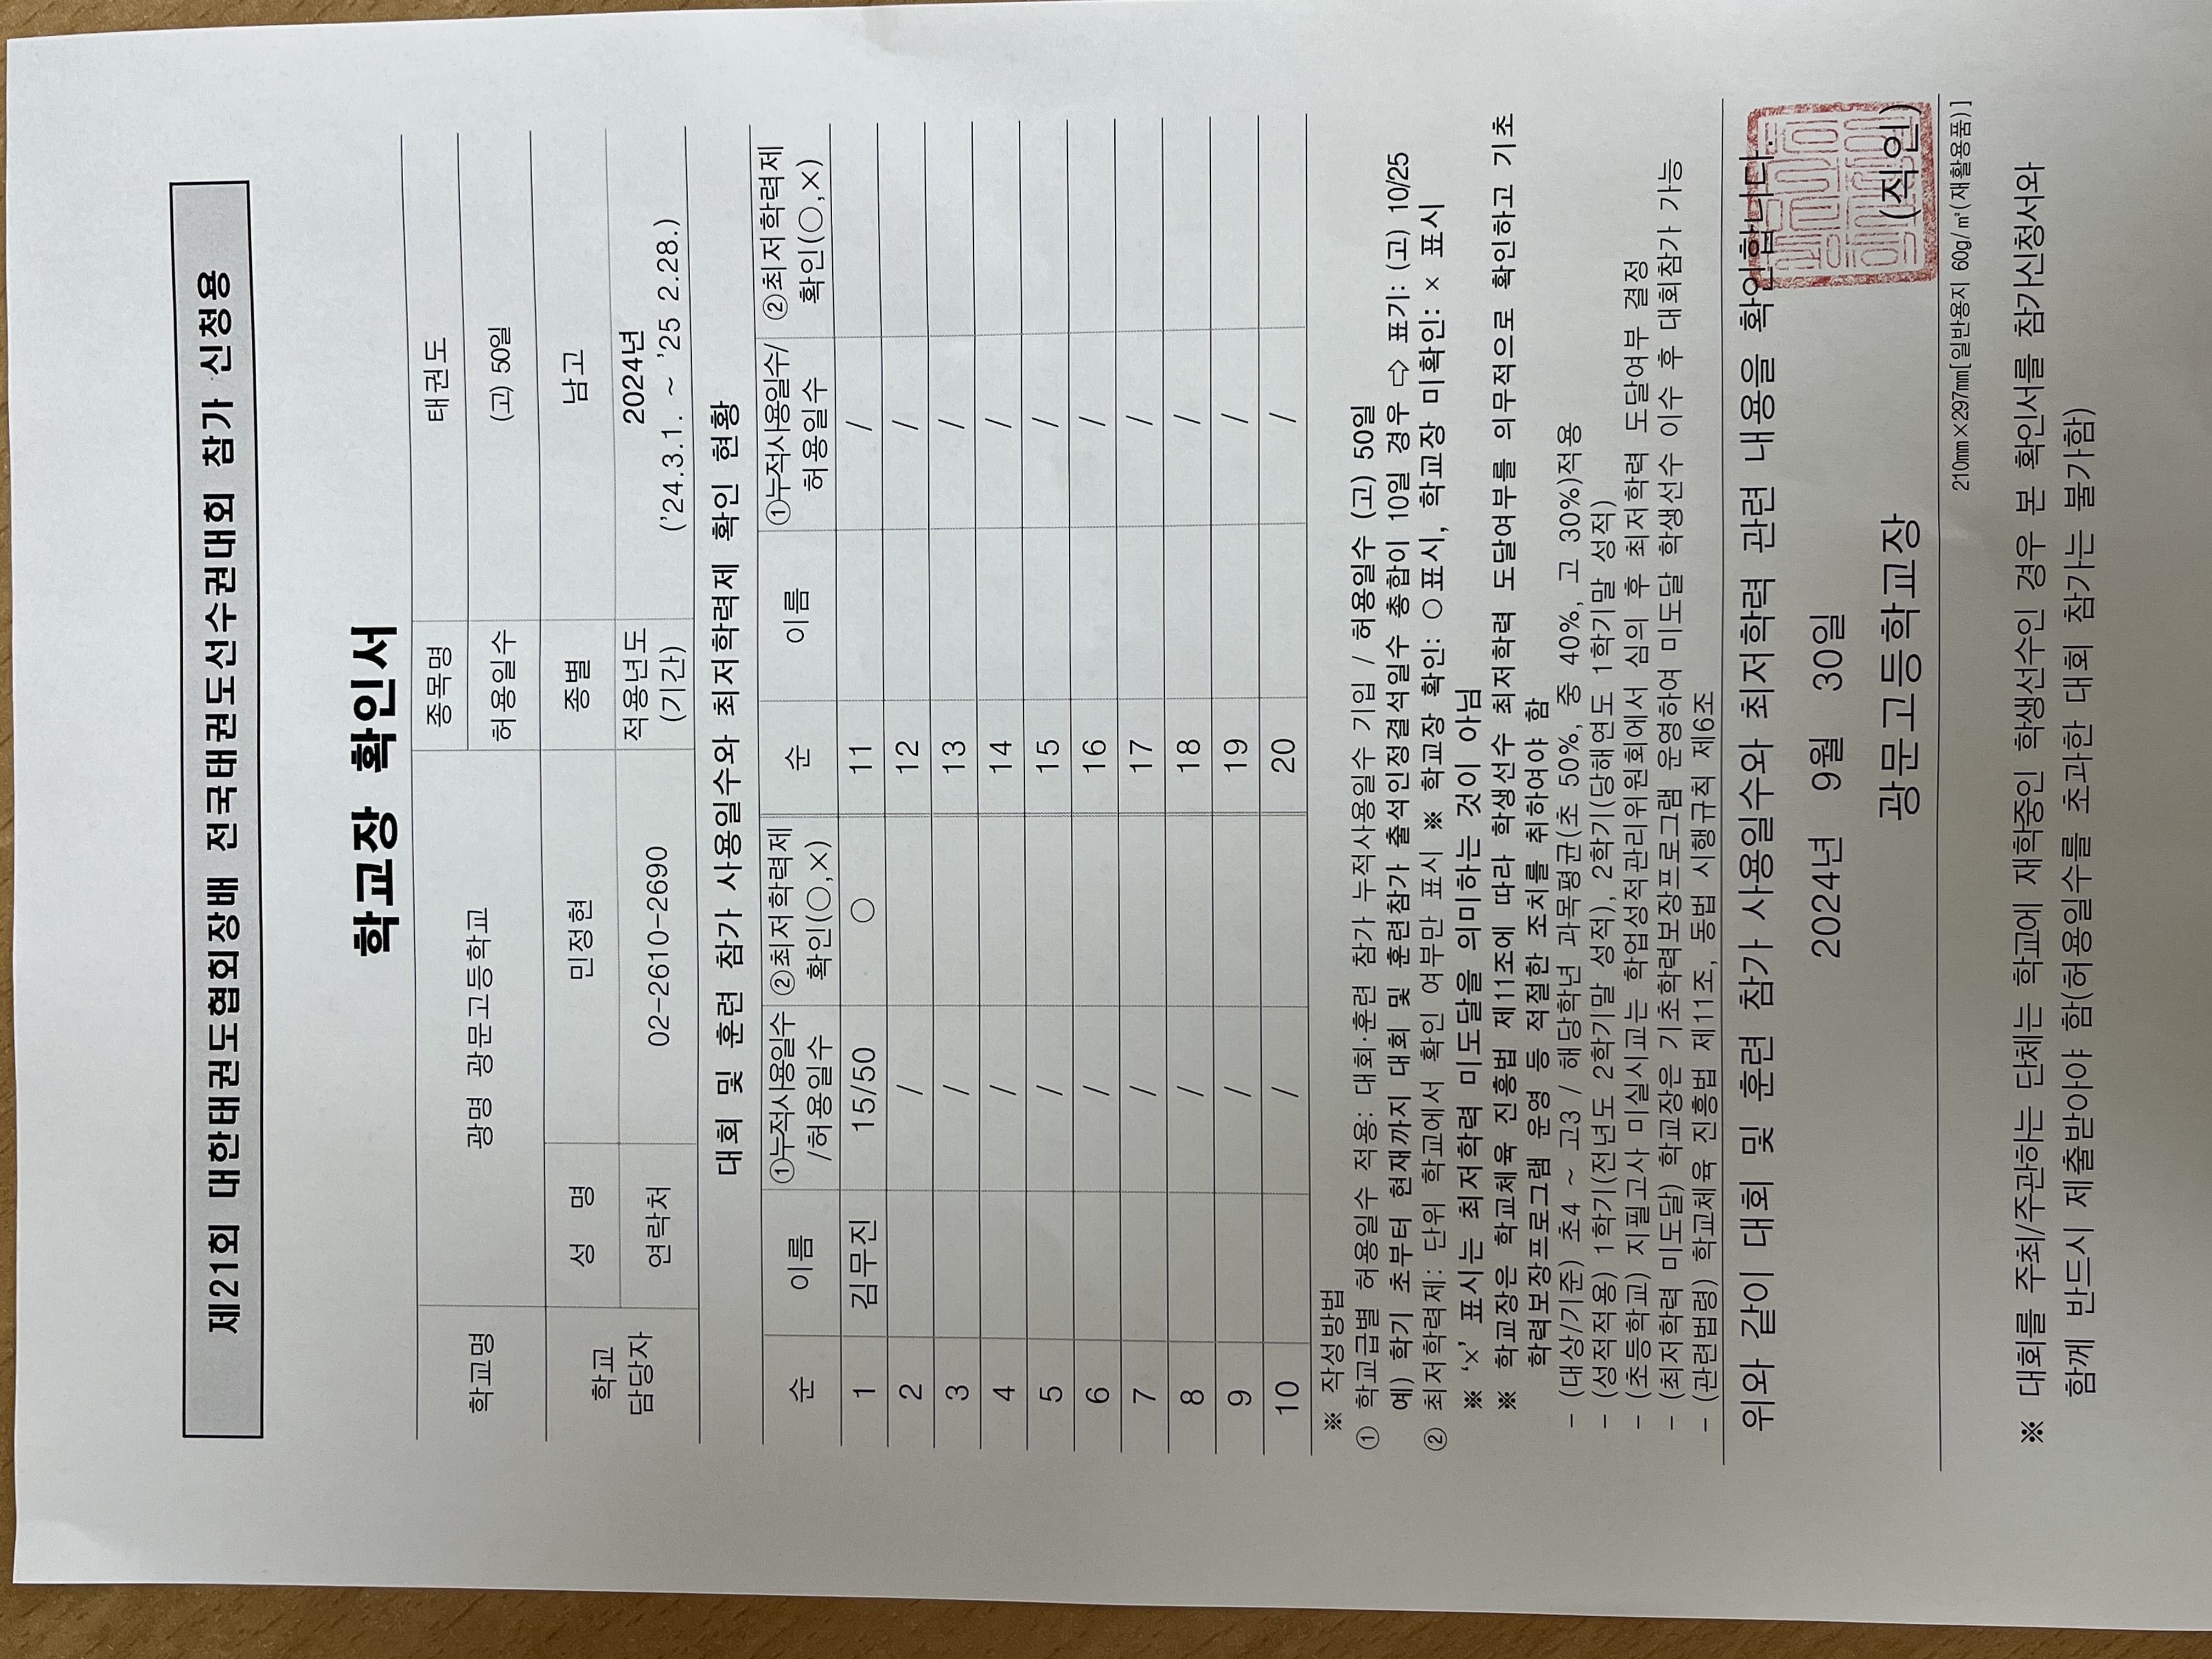 제21회 대한태권도협회장배 전국태권도선수권대회 참가 신청용
학교장 확인서
학교명 광명 광문고등학교 종목명 태권도
허용일수 (고) 50일
학교 담당자 성 명 민정현 종별 남고
연락처 02-2610-2690 적용년도 (기간) 2024년
('24.3.1. ~ '25 2.28.)
대회 및 훈련 참가 사용일수와 최저학력제 확인 현황
순 이름 ①누적사용일수 /허용일수 ②최저학력제 확인(○,×) 순 이름 ①누적사용일수/ 허용일수 ②최저학력제 확인(○,×)
1 김무진 15/50 ○ 11 /
2 / 12 /
3 / 13 /
4 / 14 /
5 / 15 /
6 / 16 /
7 / 17 /
8 / 18 /
9 / 19 /
10 / 20 /
※ 작성방법
① 학교급별 허용일수 적용: 대회·훈련 참가 누적사용일수 기입 / 허용일수 (고) 50일
예) 학기 초부터 현재까지 대회 및 훈련참가 출석인정결석일수 총합이 10일 경우 ⇨ 표기: (고) 10/25
② 최저학력제: 단위 학교에서 확인 여부만 표시 ※ 학교장 확인: ○표시, 학교장 미확인: × 표시
※ '×' 표시는 최저학력 미도달을 의미하는 것이 아님
※ 학교장은 학교체육 진흥법 제11조에 따라 학생선수 최저학력 도달여부를 의무적으로 확인하고 기초
학력보장프로그램 운영 등 적절한 조치를 취하여야 함
- (대상/기준) 초4 ~ 고3 / 해당학년 과목평균(초 50%, 중 40%, 고 30%)적용
- (성적적용) 1학기(전년도 2학기말 성적), 2학기(당해연도 1학기말 성적)
- (초등학교) 지필고사 미실시교는 학업성적관리위원회에서 심의 후 최저학력 도달여부 결정
- (최저학력 미도달) 학교장은 기초학력보장프로그램 운영하여 미도달 학생선수 이수 후 대회참가 가능
- (관련법령) 학교체육 진흥법 제11조, 동법 시행규칙 제6조
위와 같이 대회 및 훈련 참가 사용일수와 최저학력 관련 내용을 확인합니다.
2024년 9월 30일
광문고등학교장 (직인)
210㎜×297㎜[일반용지 60g/㎡(재활용품)]
※ 대회를 주최/주관하는 단체는 학교에 재학중인 학생선수인 경우 본 확인서를 참가신청서와
함께 반드시 제출받아야 함(허용일수를 초과한 대회 참가는 불가함)